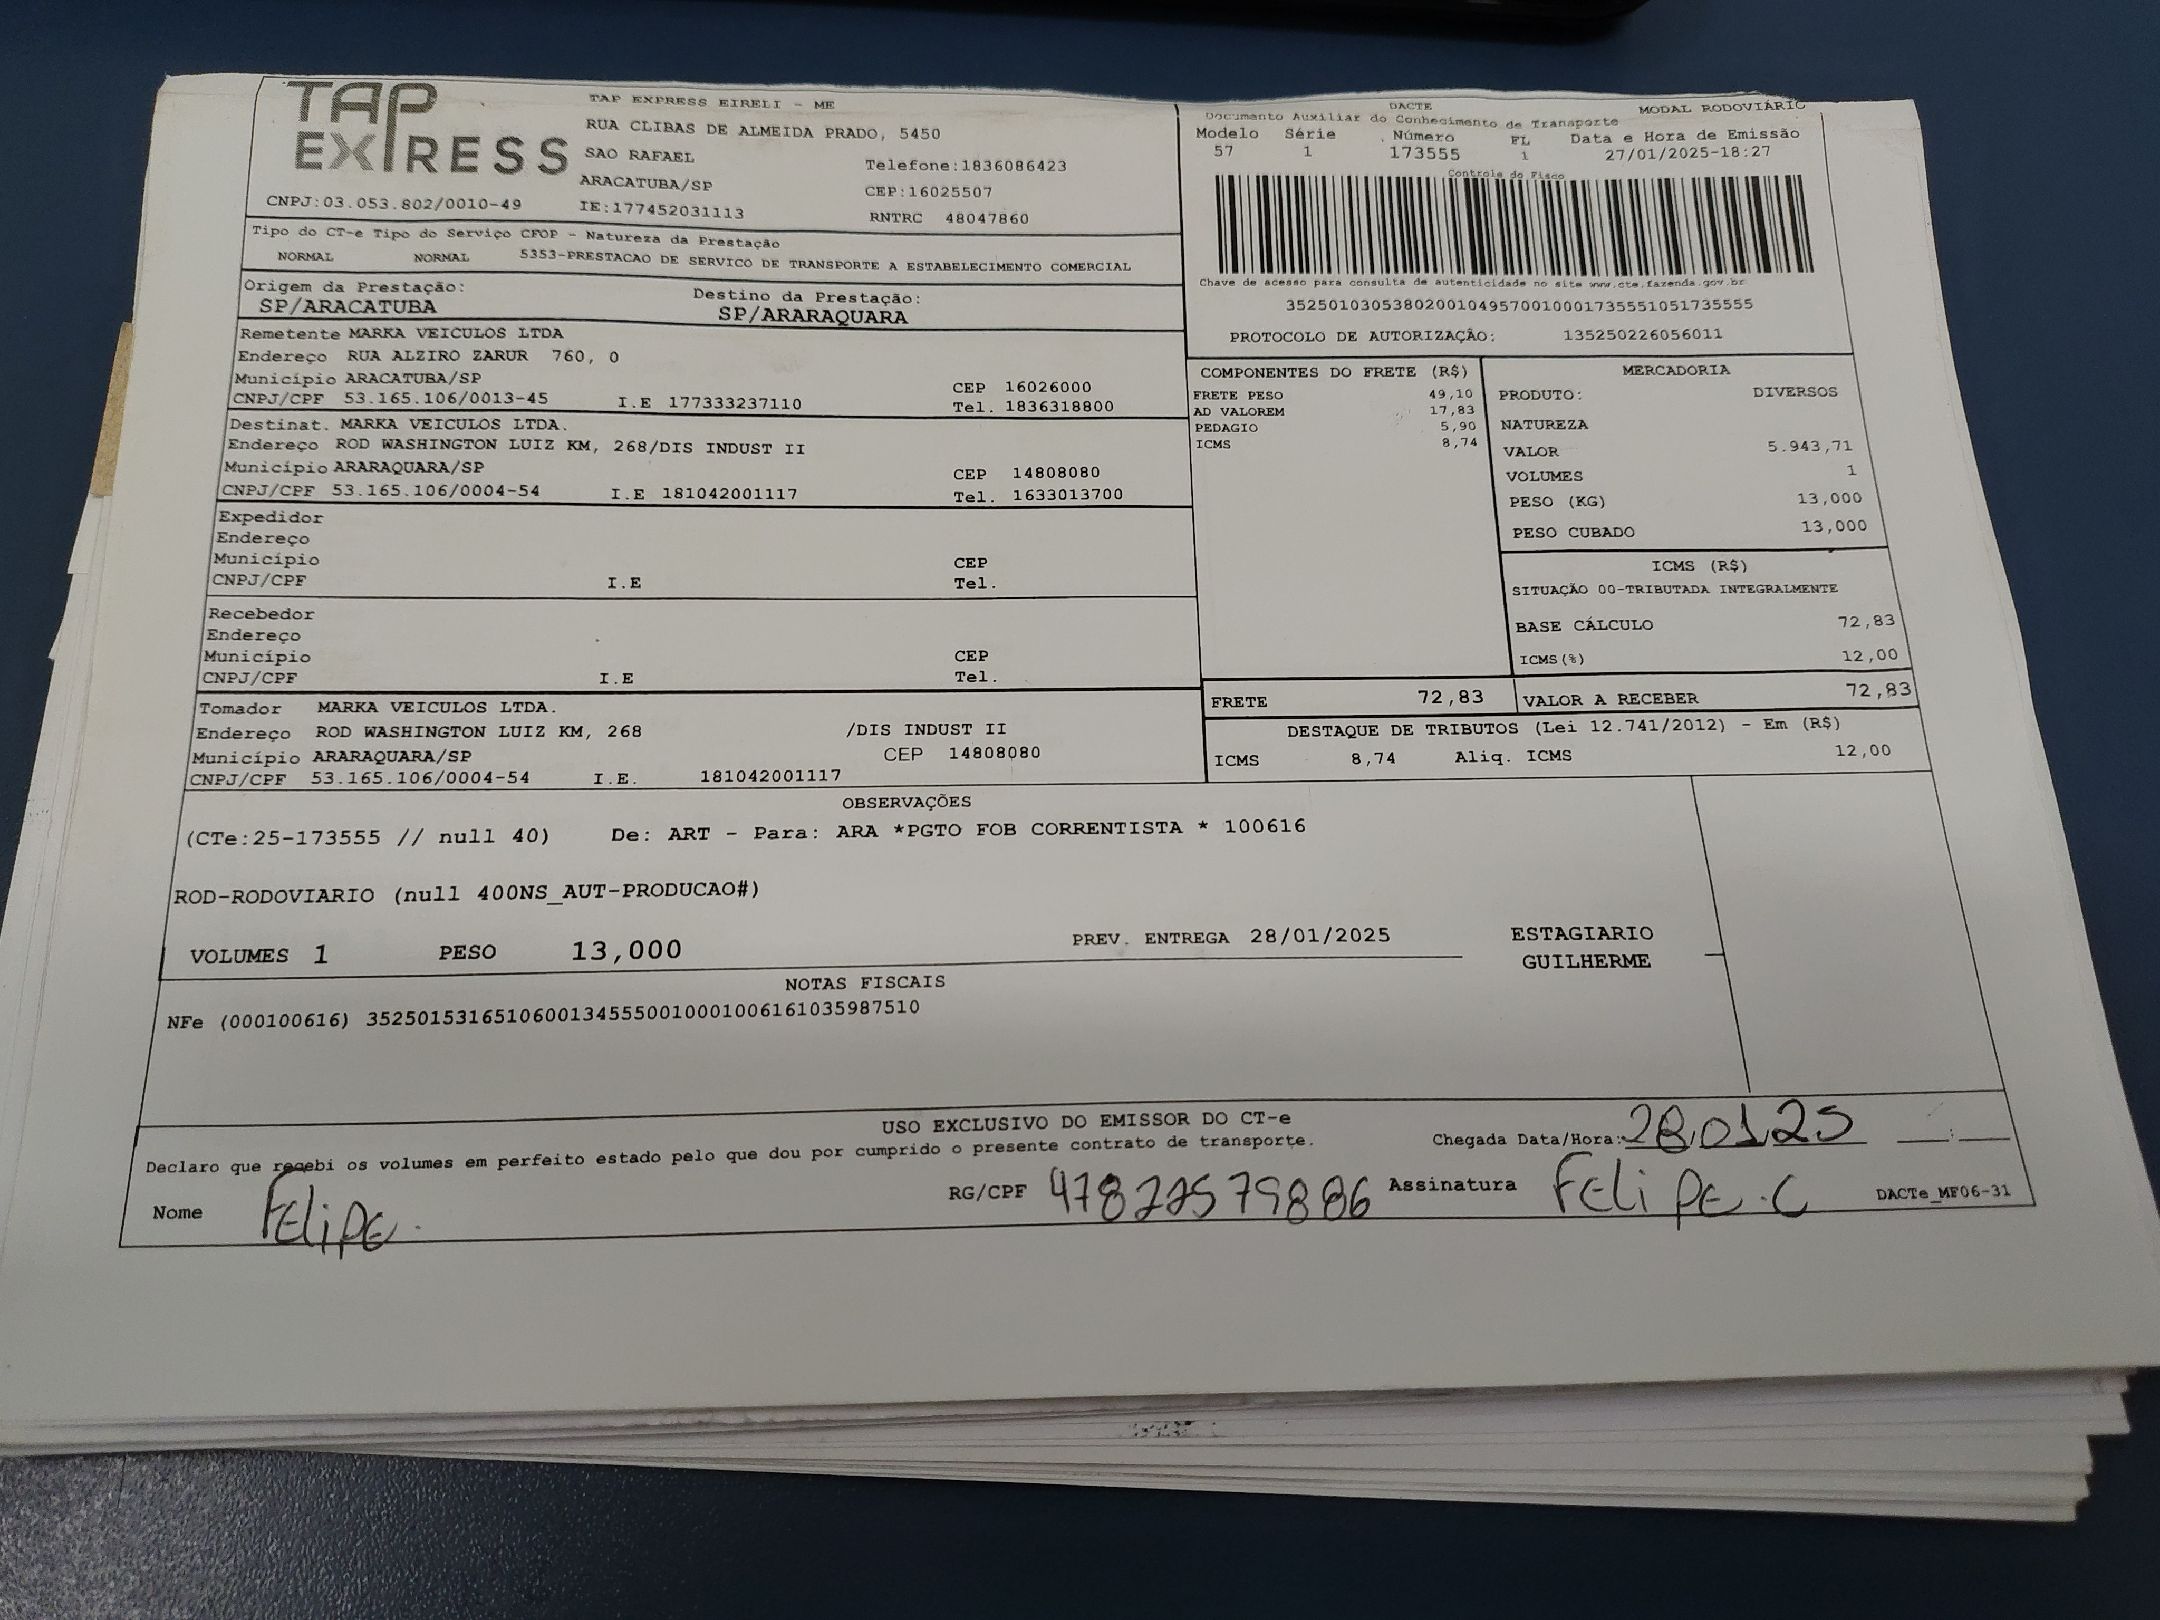 TAP EXPRESS
TAP EXPRESS EIRELI - ME
RUA CLIBAS DE ALMEIDA PRADO, 5450
SAO RAFAEL Telefone:1836086423
ARACATUBA/SP CEP:16025507
CNPJ:03.053.802/0010-49 IE:177452031113 RNTRC 48047860
DACTE MODAL RODOVIÁRIO
Documento Auxiliar do Conhecimento de Transporte
Modelo Série Número FL Data e Hora de Emissão
57 1 173555 1 27/01/2025-18:27
Controle do Fisco
Chave de acesso para consulta de autenticidade no site www.cte.fazenda.gov.br
35250103053802001049570010001735551051735555
PROTOCOLO DE AUTORIZAÇÃO: 135250226056011
Tipo do CT-e Tipo do Serviço CFOP - Natureza da Prestação
NORMAL NORMAL 5353-PRESTACAO DE SERVICO DE TRANSPORTE A ESTABELECIMENTO COMERCIAL
Origem da Prestação: Destino da Prestação:
SP/ARACATUBA SP/ARARAQUARA
Remetente MARKA VEICULOS LTDA
Endereço RUA ALZIRO ZARUR 760, 0
Município ARACATUBA/SP CEP 16026000
CNPJ/CPF 53.165.106/0013-45 I.E 177333237110 Tel. 1836318800
Destinat. MARKA VEICULOS LTDA.
Endereço ROD WASHINGTON LUIZ KM, 268/DIS INDUST II
Município ARARAQUARA/SP CEP 14808080
CNPJ/CPF 53.165.106/0004-54 I.E 181042001117 Tel. 1633013700
Expedidor
Endereço
Município CEP
CNPJ/CPF I.E Tel.
Recebedor
Endereço
Município CEP
CNPJ/CPF I.E Tel.
Tomador MARKA VEICULOS LTDA.
Endereço ROD WASHINGTON LUIZ KM, 268 /DIS INDUST II
Município ARARAQUARA/SP CEP 14808080
CNPJ/CPF 53.165.106/0004-54 I.E. 181042001117
COMPONENTES DO FRETE (R$)
FRETE PESO 49,10
AD VALOREM 17,83
PEDAGIO 5,90
ICMS 8,74
MERCADORIA
PRODUTO: DIVERSOS
NATUREZA
VALOR 5.943,71
VOLUMES 1
PESO (KG) 13,000
PESO CUBADO 13,000
ICMS (R$)
SITUAÇÃO 00-TRIBUTADA INTEGRALMENTE
BASE CÁLCULO 72,83
ICMS(%) 12,00
FRETE 72,83 VALOR A RECEBER 72,83
DESTAQUE DE TRIBUTOS (Lei 12.741/2012) - Em (R$)
ICMS 8,74 Aliq. ICMS 12,00
OBSERVAÇÕES
(CTe:25-173555 // null 40) De: ART - Para: ARA *PGTO FOB CORRENTISTA * 100616
ROD-RODOVIARIO (null 400NS_AUT-PRODUCAO#)
VOLUMES 1 PESO 13,000 PREV. ENTREGA 28/01/2025 ESTAGIARIO
GUILHERME
NOTAS FISCAIS
NFe (000100616) 35250153165106001345550010001006161035987510
USO EXCLUSIVO DO EMISSOR DO CT-e
Declaro que recebi os volumes em perfeito estado pelo que dou por cumprido o presente contrato de transporte. Chegada Data/Hora: 28/01/25 __:__
Nome FELIPE. RG/CPF 47822579886 Assinatura FELIPE.C DACTe_MF06-31